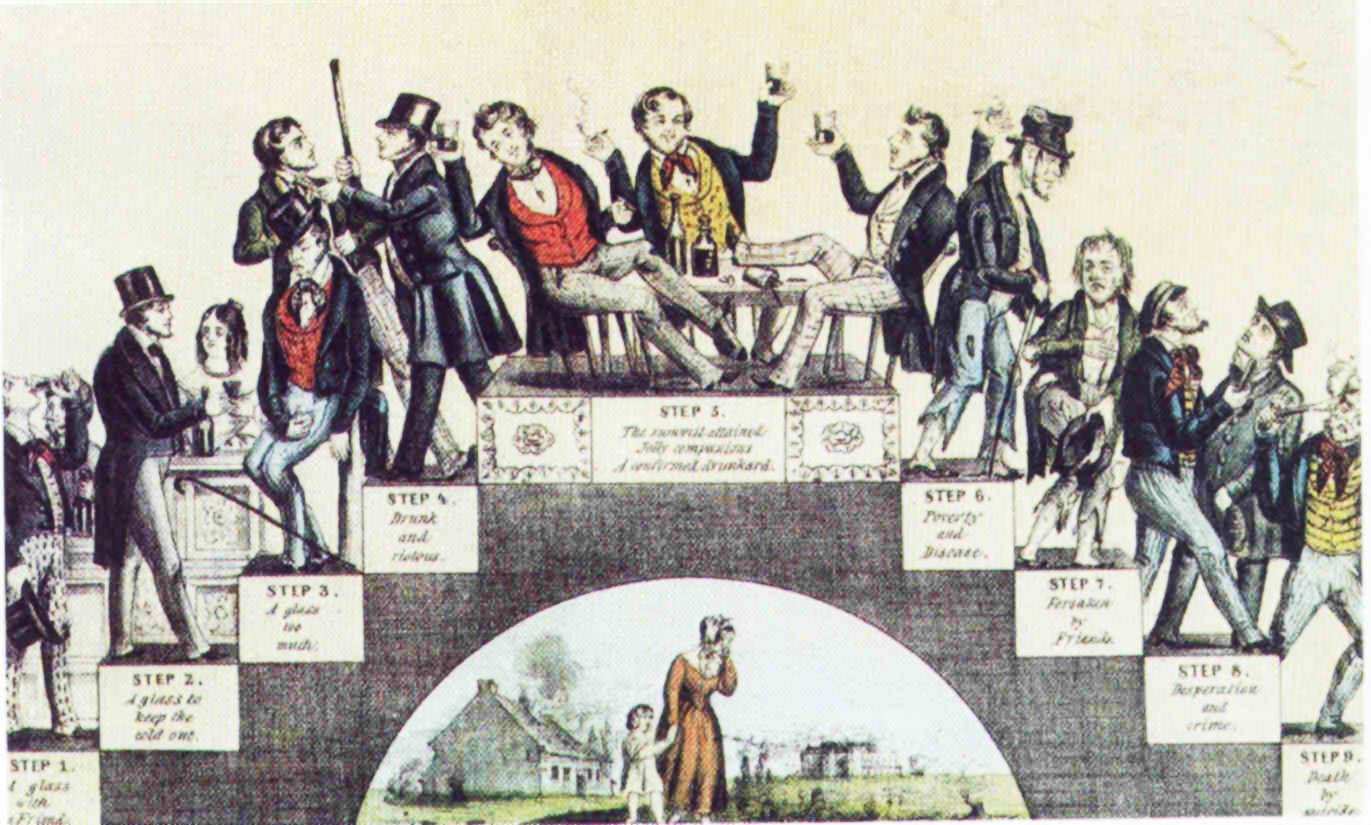 STEP 1.
glass
with
Friend.
STEP 2.
A glass to
keep the
cold out.
STEP 3.
A glass
too
much.
STEP 4.
Drunk
and
riotous.
STEP 5.
The summit attained
Jolly companions
A confirmed drunkard.
STEP 6.
Poverty
and
Disease.
STEP 7.
Forsaken
by
Friends.
STEP 8.
Desperation
and
crime.
STEP 9.
Death
by
suicide.